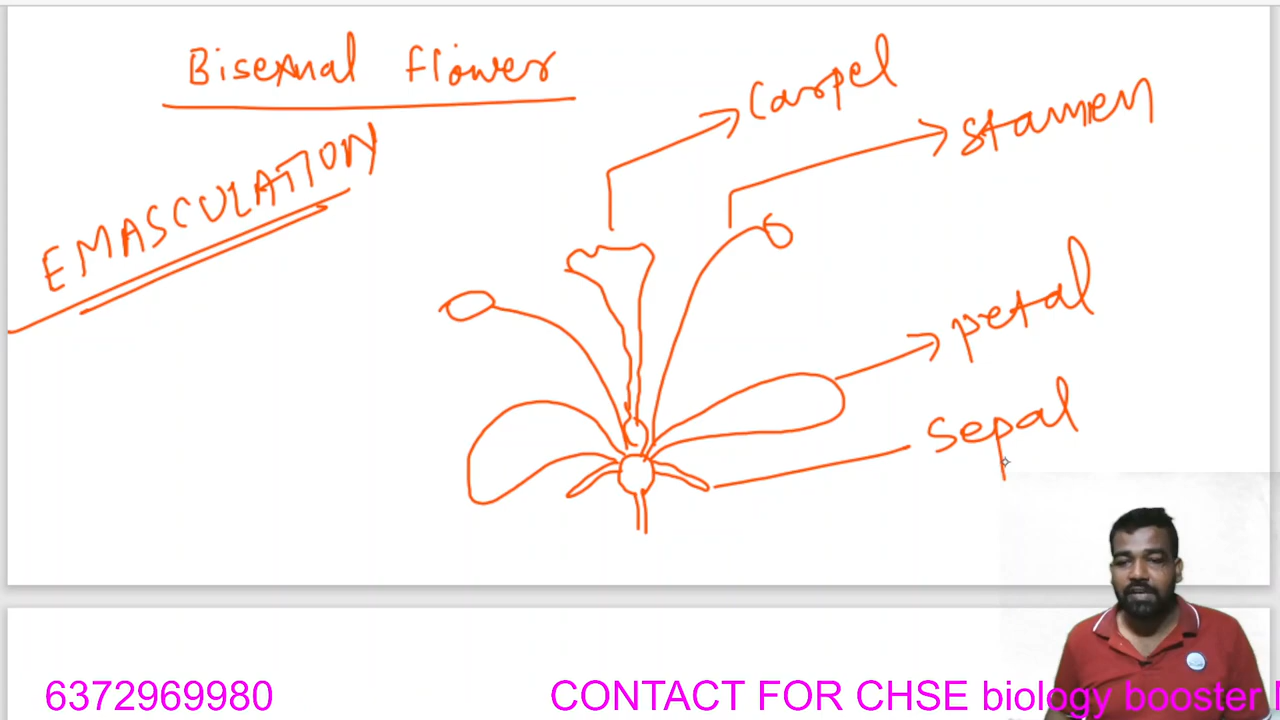 Bisexual flower
EMASCULATION
Carpel
stamen
petal
sepal
6372969980
CONTACT FOR CHSE biology booster